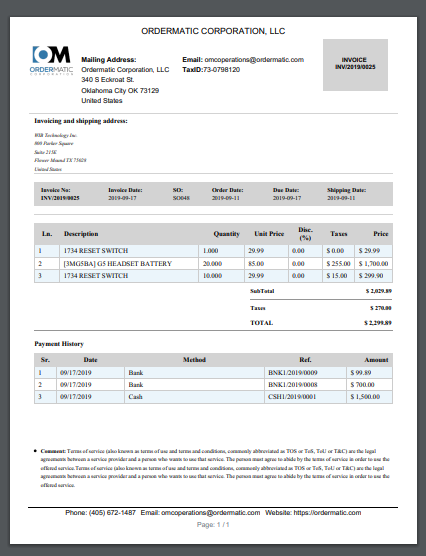 ORDERMATIC CORPORATION, LLC
OM
ORDERMATIC
CORPORATION
Mailing Address:
Ordermatic Corporation, LLC
340 S Eckroat St.
Oklahoma City OK 73129
United States
Email: omcoperations@ordermatic.com
TaxID:73-0798120
INVOICE
INV/2019/0025
Invoicing and shipping address:
WIB Technology Inc.
800 Parker Square
Suite 215E
Flower Mound TX 75028
United States
Invoice No: Invoice Date: SO: Order Date: Due Date: Shipping Date:
INV/2019/0025 2019-09-17 SO048 2019-09-11 2019-09-17 2019-09-11
Ln. Description Quantity Unit Price Disc. (%) Taxes Price
1 1734 RESET SWITCH 1.000 29.99 0.00 $ 0.00 $ 29.99
2 [3MG5BA] G5 HEADSET BATTERY 20.000 85.00 0.00 $ 255.00 $ 1,700.00
3 1734 RESET SWITCH 10.000 29.99 0.00 $ 15.00 $ 299.90
SubTotal $ 2,029.89
Taxes $ 270.00
TOTAL $ 2,299.89
Payment History
Sr. Date Method Ref. Amount
1 09/17/2019 Bank BNK1/2019/0009 $ 99.89
2 09/17/2019 Bank BNK1/2019/0008 $ 700.00
3 09/17/2019 Cash CSH1/2019/0001 $ 1,500.00
Comment: Terms of service (also known as terms of use and terms and conditions, commonly abbreviated as TOS or ToS, ToU or T&C) are the legal
agreements between a service provider and a person who wants to use that service. The person must agree to abide by the terms of service in order to use the
offered service.Terms of service (also known as terms of use and terms and conditions, commonly abbreviated as TOS or ToS, ToU or T&C) are the legal
agreements between a service provider and a person who wants to use that service. The person must agree to abide by the terms of service in order to use the
offered service.
Phone: (405) 672-1487 Email: omcoperations@ordermatic.com Website: https://ordermatic.com
Page: 1 / 1